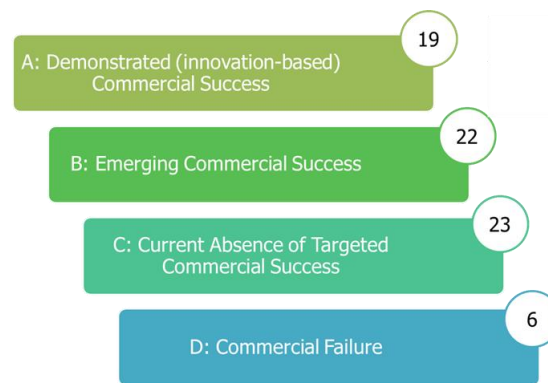 19
A: Demonstrated (innovation-based)
Commercial Success
22
B: Emerging Commercial Success
23
C: Current Absence of Targeted
Commercial Success
6
D: Commercial Failure